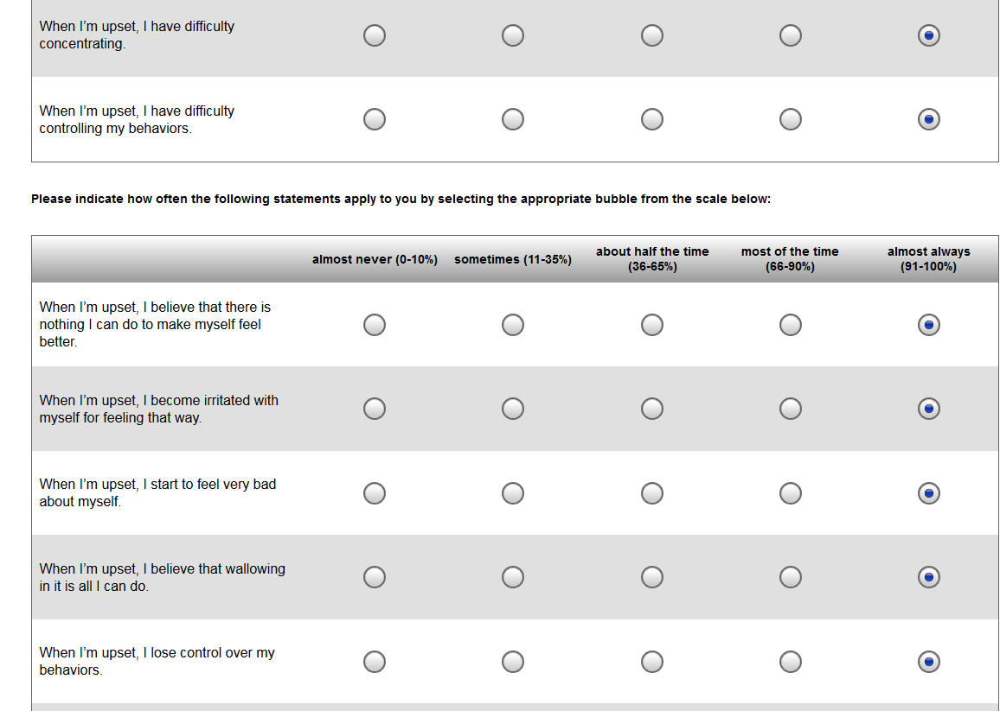 When I’m upset, I have difficulty
concentrating.
When I’m upset, I have difficulty
controlling my behaviors.
Please indicate how often the following statements apply to you by selecting the appropriate bubble from the scale below:
almost never (0-10%) sometimes (11-35%) about half the time most of the time almost always
(36-65%) (66-90%) (91-100%)
When I’m upset, I believe that there is
nothing I can do to make myself feel
better.
When I’m upset, I become irritated with
myself for feeling that way.
When I’m upset, I start to feel very bad
about myself.
When I’m upset, I believe that wallowing
in it is all I can do.
When I’m upset, I lose control over my
behaviors.